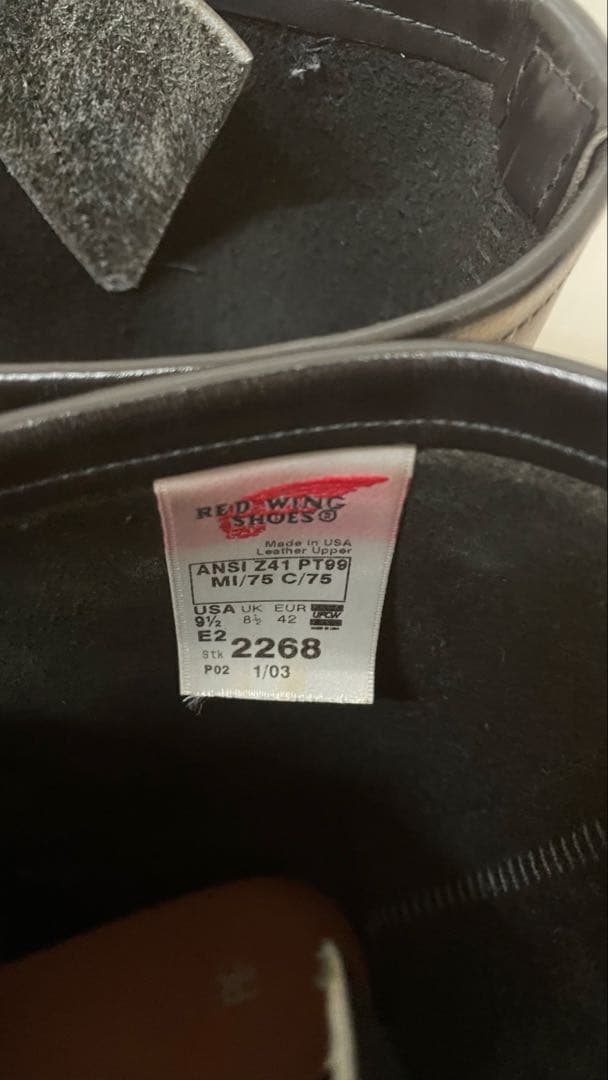 RED WING
SHOES®
Made in USA
Leather Upper
ANSI Z41 PT99
MI/75 C/75
USA UK EUR
9½ 8½ 42
E2
UFCW
Stk 2268
P02 1/03